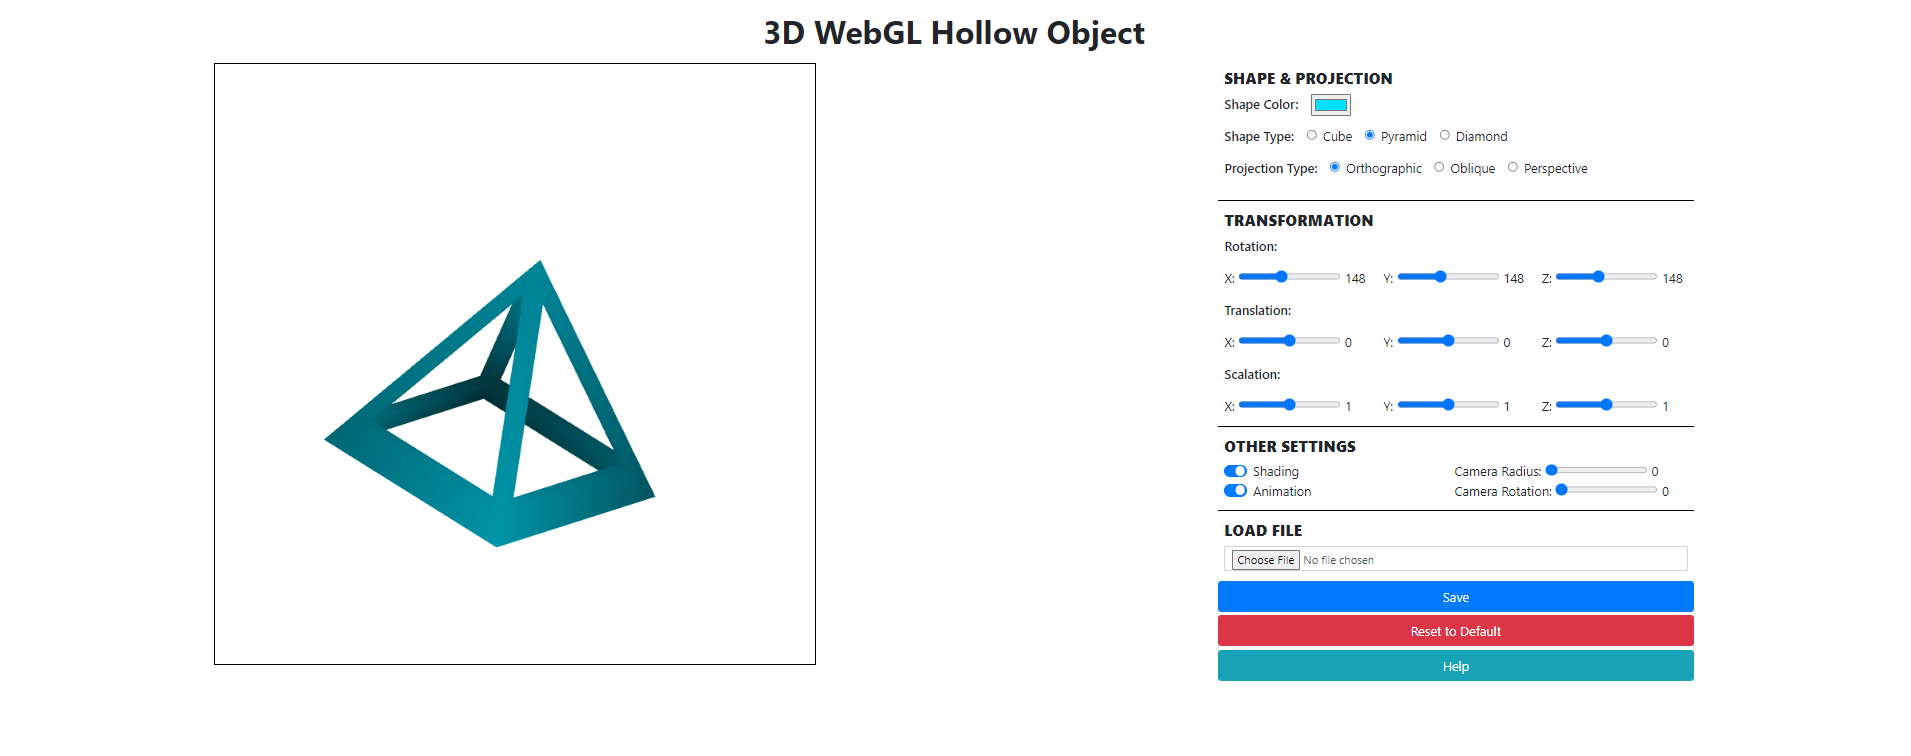 3D WebGL Hollow Object
SHAPE & PROJECTION
Shape Color:
Shape Type: Cube Pyramid Diamond
Projection Type: Orthographic Oblique Perspective
TRANSFORMATION
Rotation:
X: 148 Y: 148 Z: 148
Translation:
X: 0 Y: 0 Z: 0
Scalation:
X: 1 Y: 1 Z: 1
OTHER SETTINGS
Shading Camera Radius: 0
Animation Camera Rotation: 0
LOAD FILE
Choose File No file chosen
Save
Reset to Default
Help